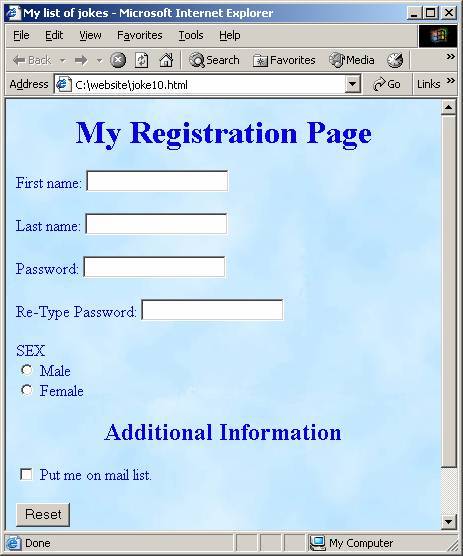 My list of jokes - Microsoft Internet Explorer
File Edit View Favorites Tools Help
Back Search Favorites Media »
Address C:\website\joke10.html Go Links »
My Registration Page
First name:
Last name:
Password:
Re-Type Password:
SEX
Male
Female
Additional Information
Put me on mail list.
Reset
Done My Computer